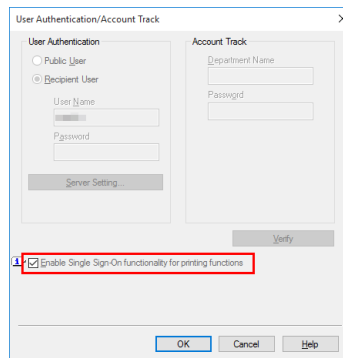 User Authentication/Account Track
User Authentication
Public User
Recipient User
User Name
Password
Server Setting...
Account Track
Department Name
Password
Verify
Enable Single Sign-On functionality for printing functions
OK
Cancel
Help